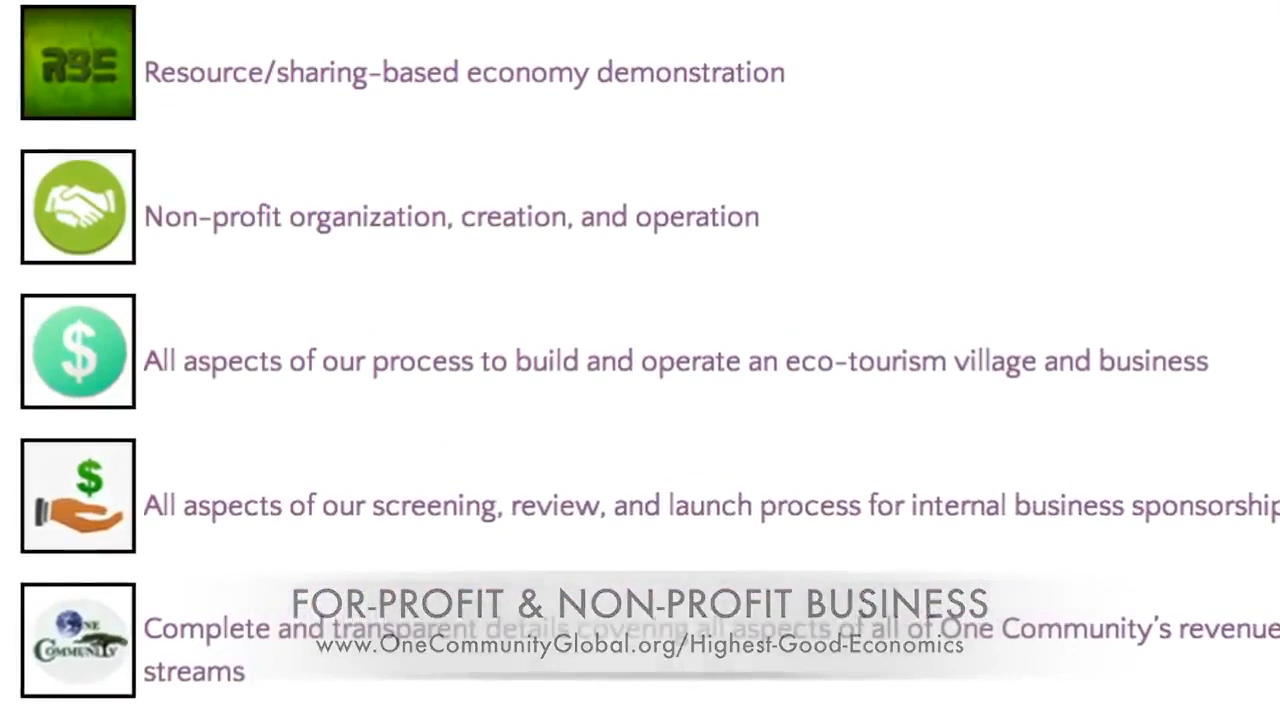 RBE
Resource/sharing-based economy demonstration
Non-profit organization, creation, and operation
$
All aspects of our process to build and operate an eco-tourism village and business
$
All aspects of our screening, review, and launch process for internal business sponsorship
ONE
COMMUNITY
Complete and transparent details covering all aspects of all of One Community's revenue
streams
FOR-PROFIT & NON-PROFIT BUSINESS
www.OneCommunityGlobal.org/Highest-Good-Economics